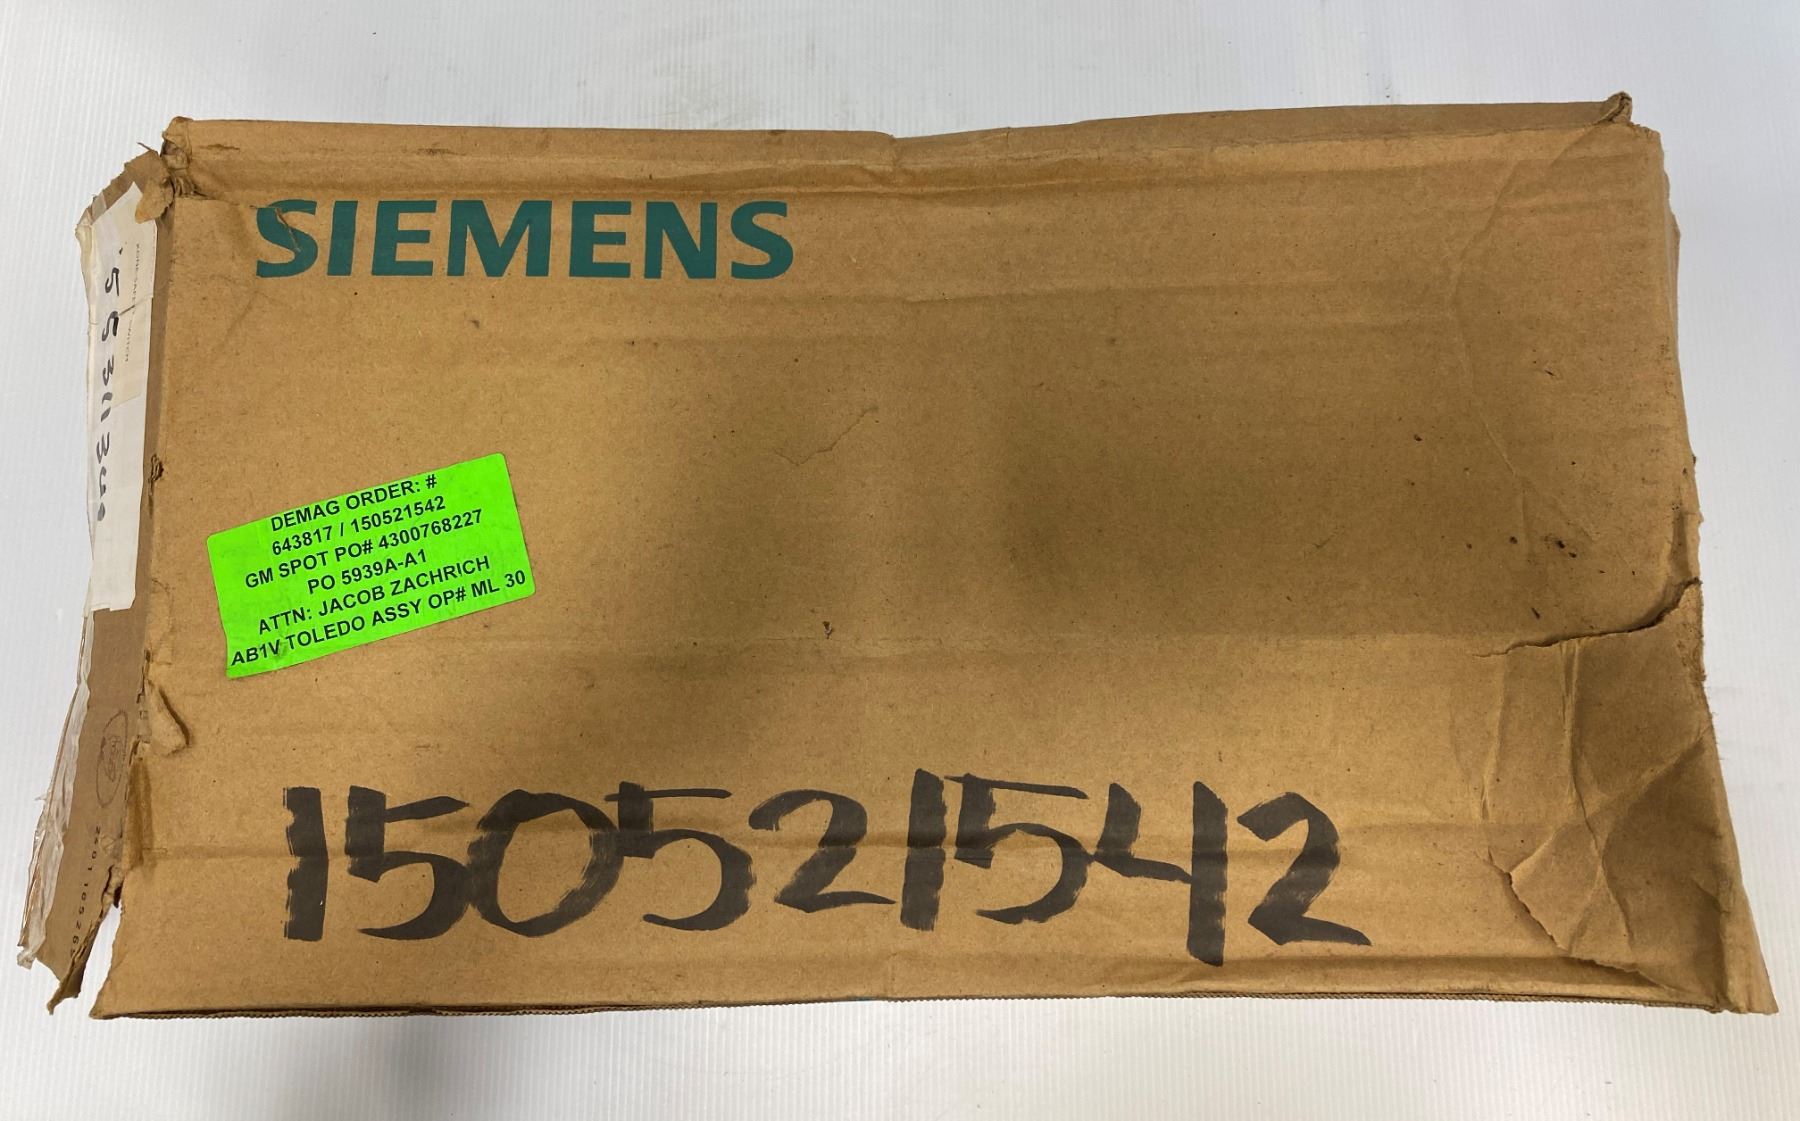 SIEMENS
DEMAG ORDER: #
643817 / 150521542
GM SPOT PO# 4300768227
PO 5939A-A1
ATTN: JACOB ZACHRICH
AB1V TOLEDO ASSY OP# ML 30
150521542